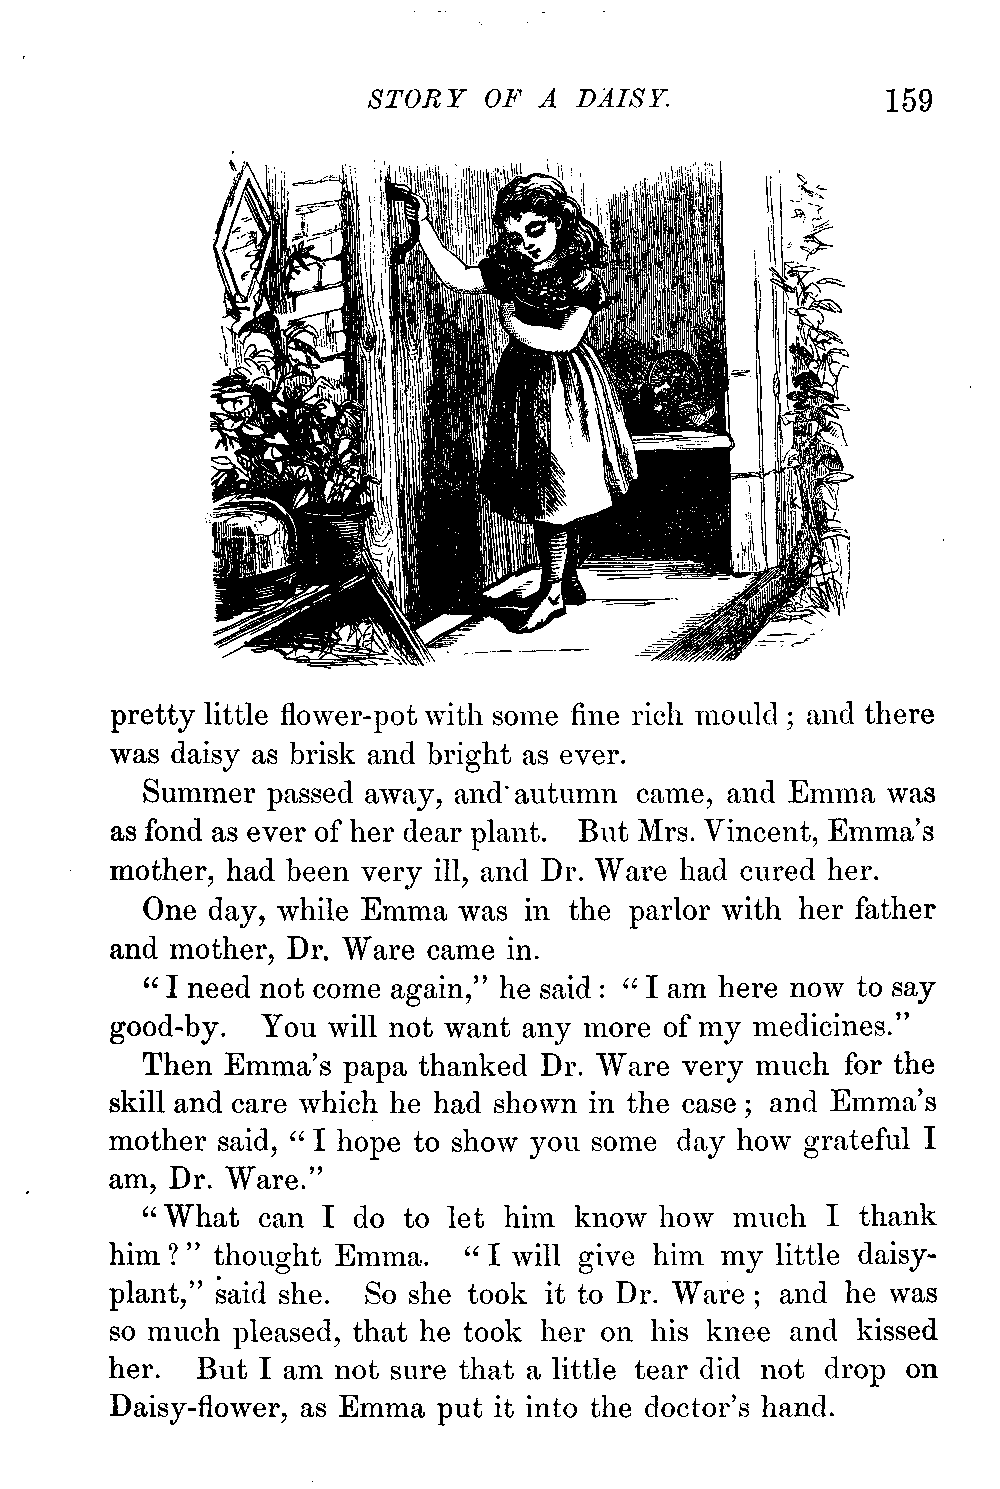 STORY OF A DAISY. 159
pretty little flower-pot with some fine rich mould; and there
was daisy as brisk and bright as ever.
Summer passed away, and autumn came, and Emma was
as fond as ever of her dear plant. But Mrs. Vincent, Emma's
mother, had been very ill, and Dr. Ware had cured her.
One day, while Emma was in the parlor with her father
and mother, Dr. Ware came in.
"I need not come again," he said: "I am here now to say
good-by. You will not want any more of my medicines."
Then Emma's papa thanked Dr. Ware very much for the
skill and care which he had shown in the case; and Emma's
mother said, "I hope to show you some day how grateful I
am, Dr. Ware."
"What can I do to let him know how much I thank
him?" thought Emma. "I will give him my little daisy-
plant," said she. So she took it to Dr. Ware; and he was
so much pleased, that he took her on his knee and kissed
her. But I am not sure that a little tear did not drop on
Daisy-flower, as Emma put it into the doctor's hand.